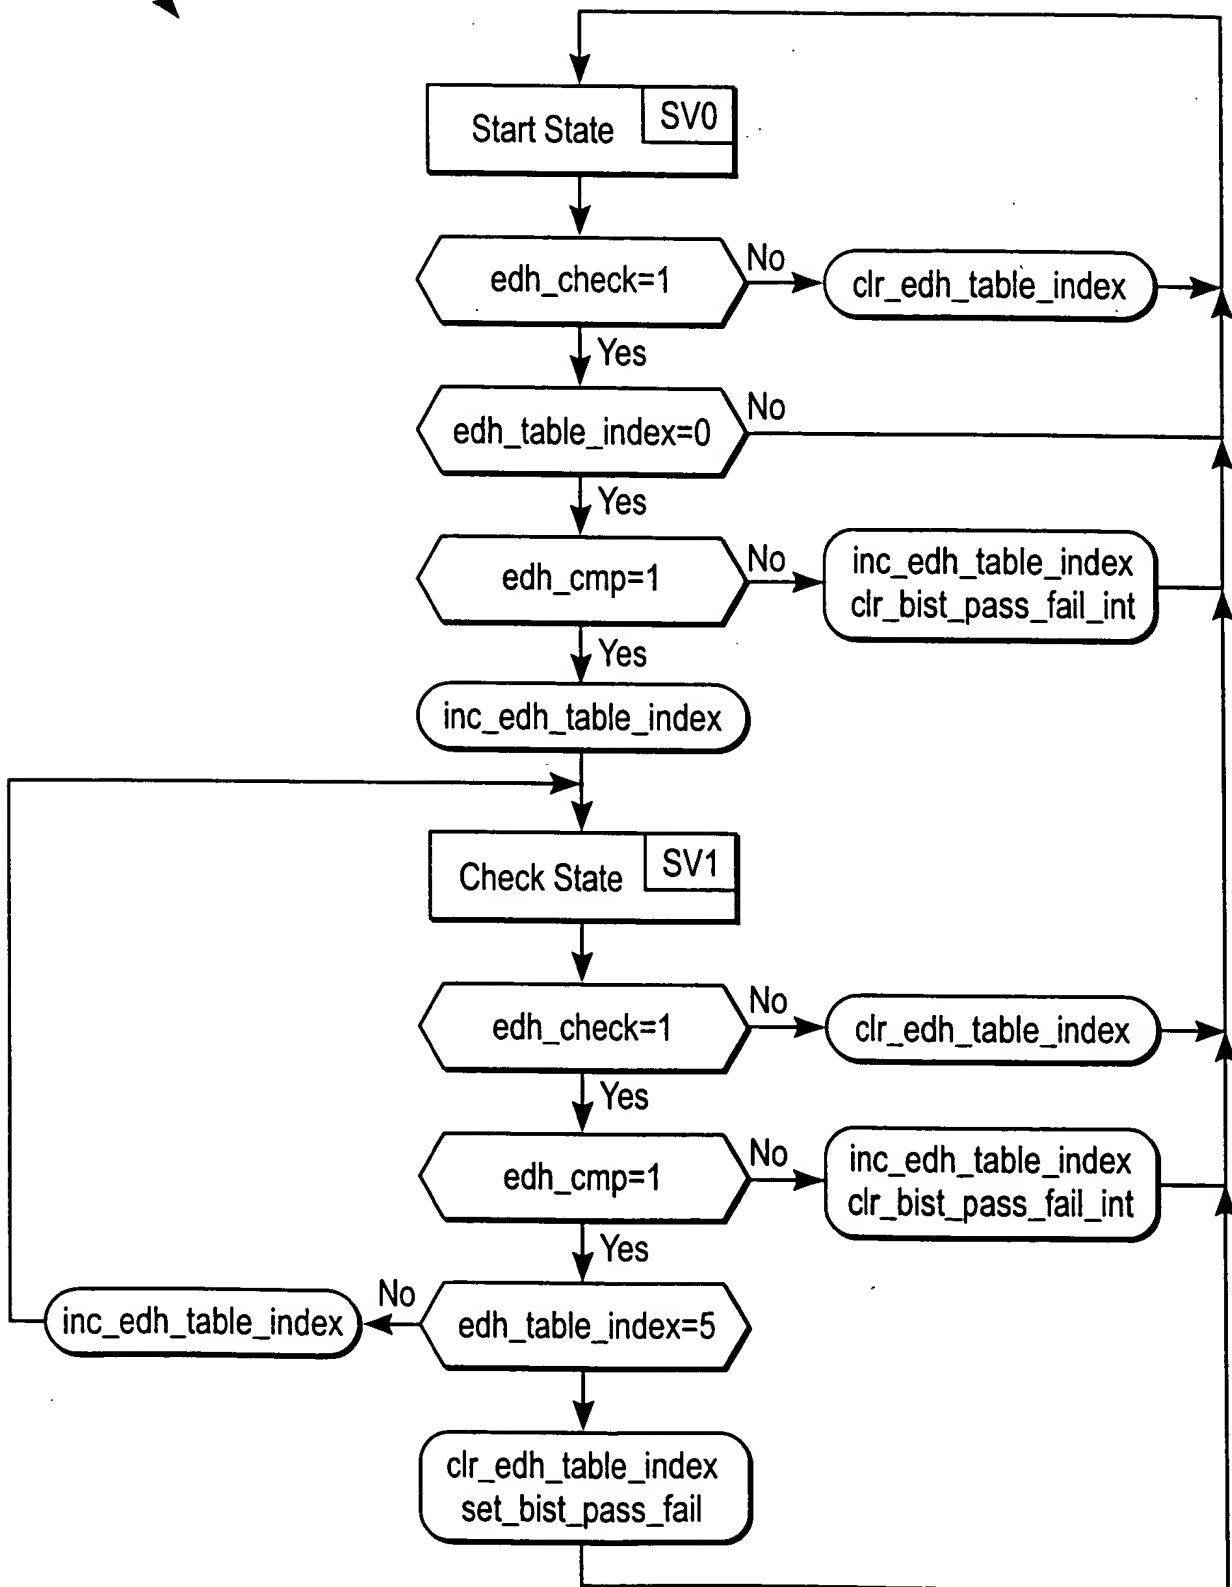 Start State
SV0
edh_check=1
No
clr_edh_table_index
Yes
edh_table_index=0
No
Yes
edh_cmp=1
No
inc_edh_table_index
clr_bist_pass_fail_int
Yes
inc_edh_table_index
Check State
SV1
edh_check=1
No
clr_edh_table_index
Yes
edh_cmp=1
No
inc_edh_table_index
clr_bist_pass_fail_int
Yes
inc_edh_table_index
No
edh_table_index=5
clr_edh_table_index
set_bist_pass_fail